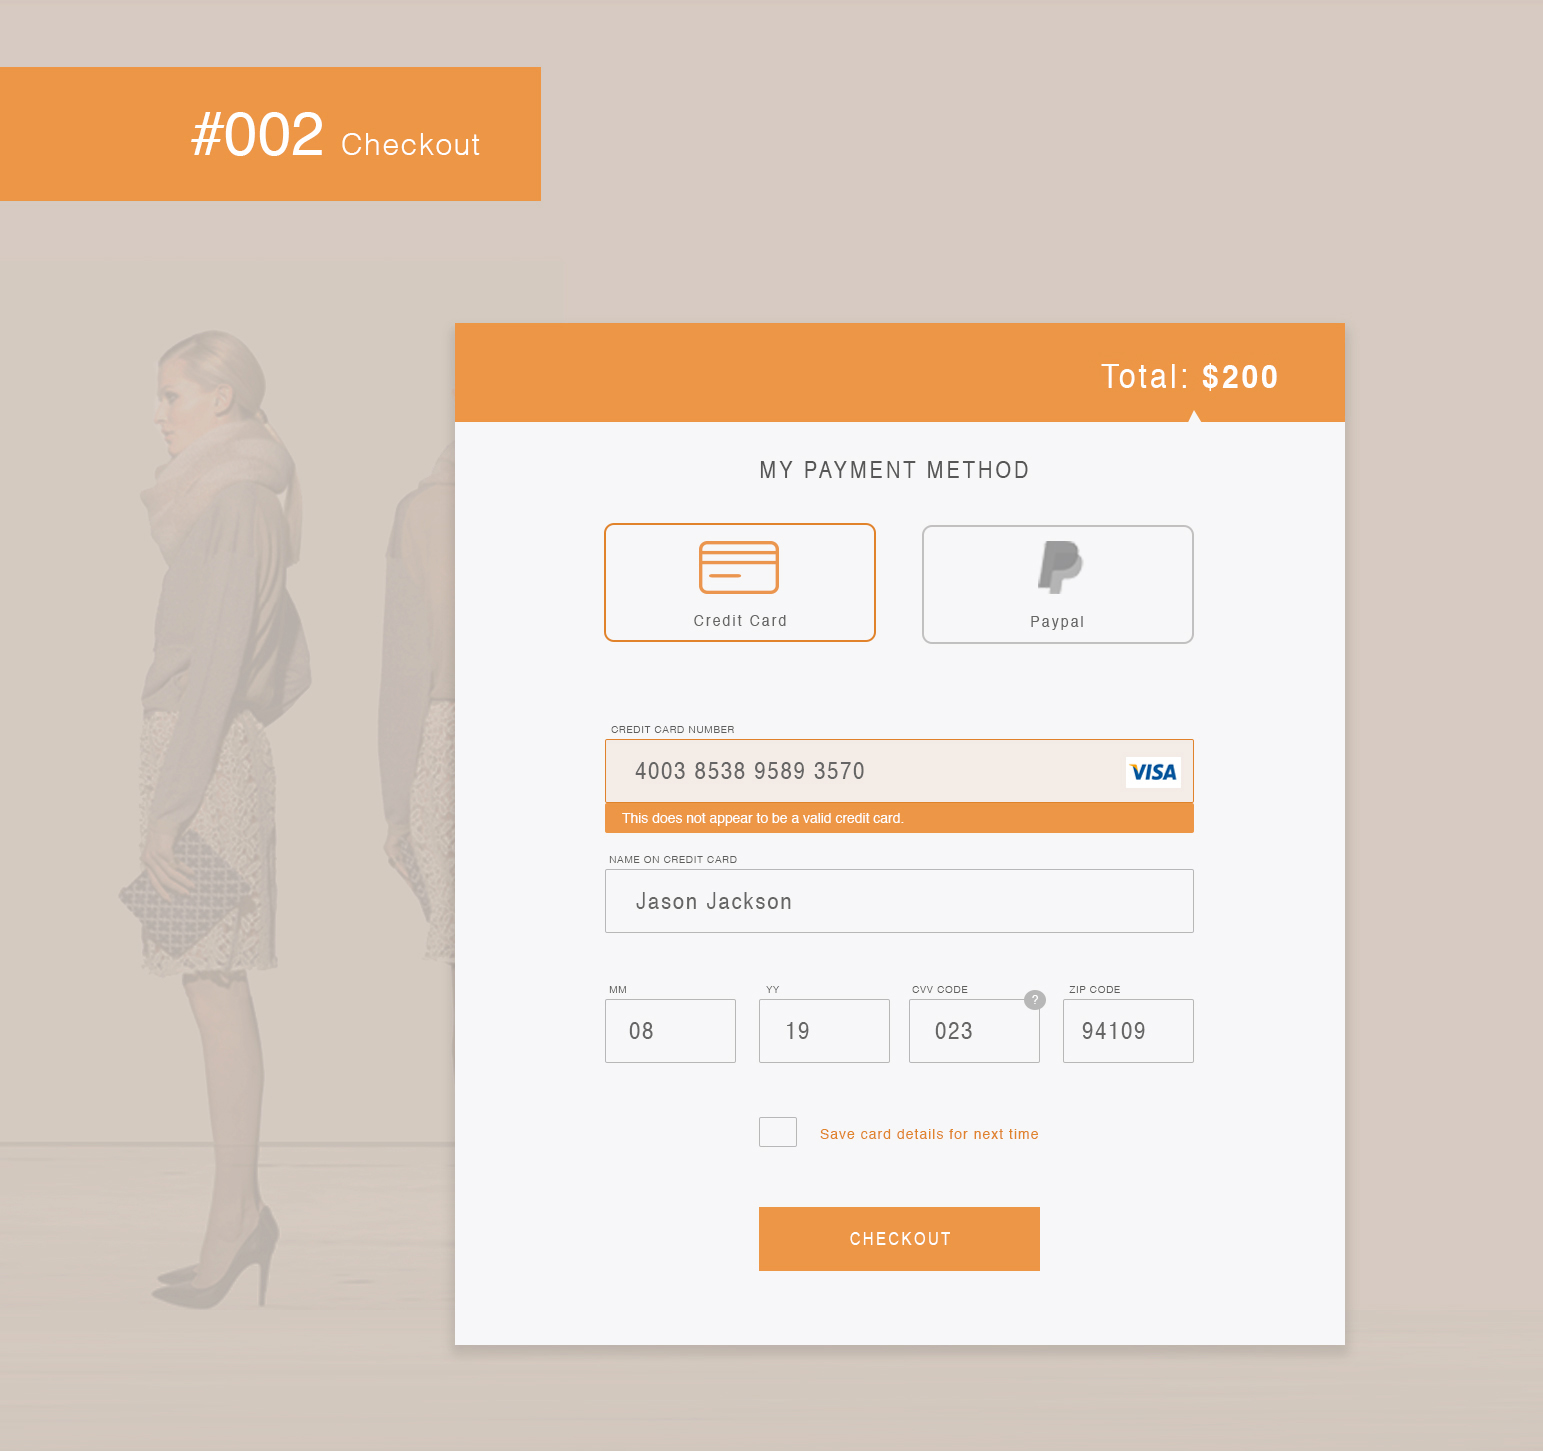 #002 Checkout
Total: $200
MY PAYMENT METHOD
Credit Card
Paypal
CREDIT CARD NUMBER
4003 8538 9589 3570
VISA
This does not appear to be a valid credit card.
NAME ON CREDIT CARD
Jason Jackson
MM YY CVV CODE ? ZIP CODE
08 19 023 94109
Save card details for next time
CHECKOUT